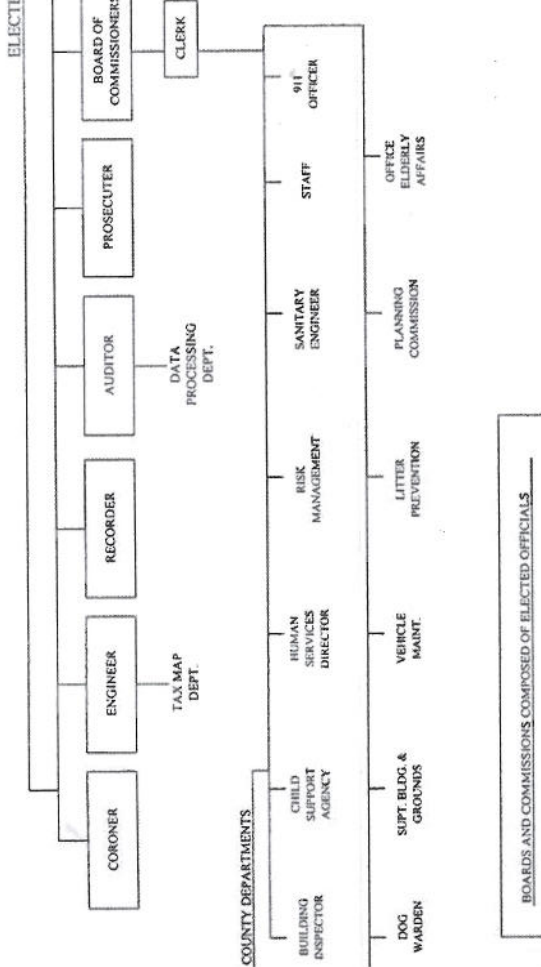 ELECTE
CORONER
ENGINEER
RECORDER
AUDITOR
PROSECUTER
BOARD OF
COMMISSIONERS
TAX MAP
DEPT.
DATA
PROCESSING
DEPT.
CLERK
COUNTY DEPARTMENTS
BUILDING
INSPECTOR
CHILD
SUPPORT
AGENCY
HUMAN
SERVICES
DIRECTOR
RISK
MANAGEMENT
SANITARY
ENGINEER
STAFF
911
OFFICER
DOG
WARDEN
SUPT. BLDG. &
GROUNDS
VEHICLE
MAINT.
LITTER
PREVENTION
PLANNING
COMMISSION
OFFICE
ELDERLY
AFFAIRS
BOARDS AND COMMISSIONS COMPOSED OF ELECTED OFFICIALS